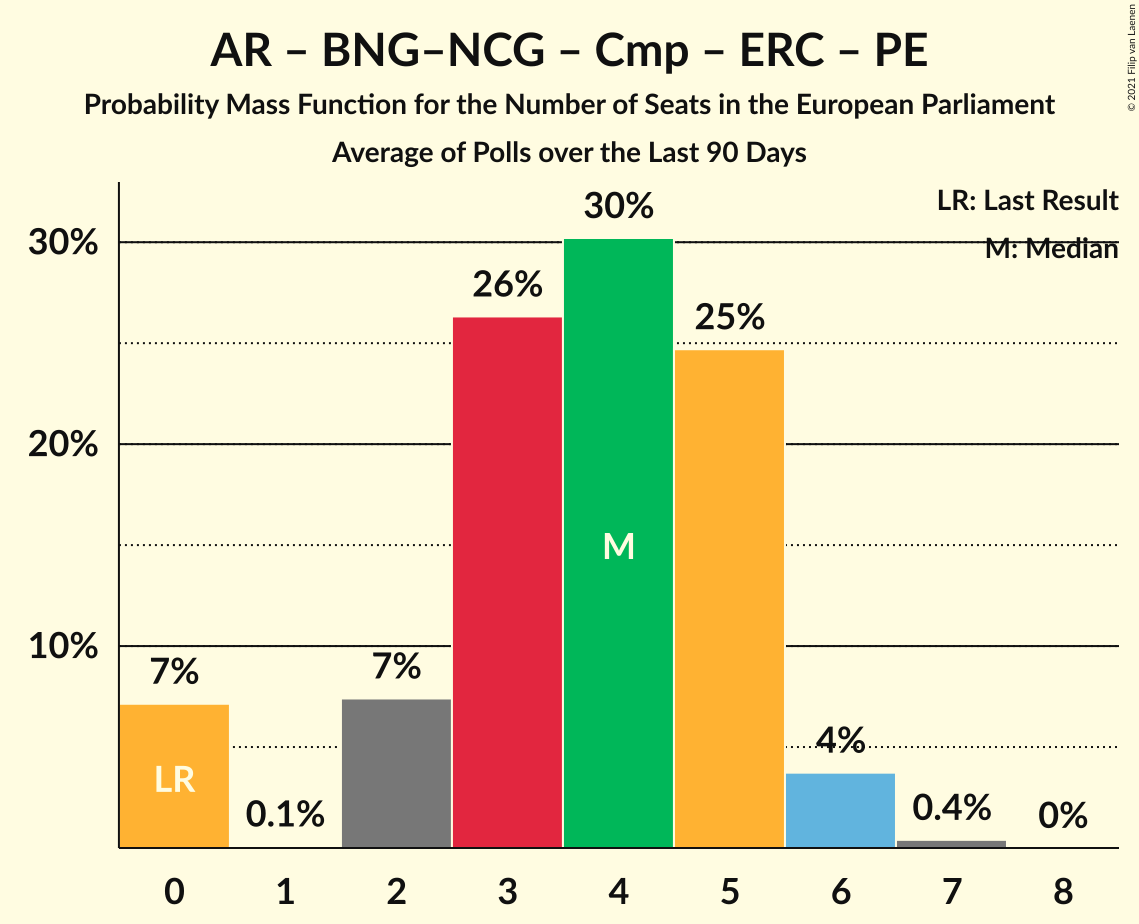 AR – BNG–NCG – Cmp – ERC – PE
Probability Mass Function for the Number of Seats in the European Parliament
Average of Polls over the Last 90 Days
© 2021 Filip van Laenen
LR: Last Result
M: Median
30%
20%
10%
7%
0.1%
7%
26%
30%
25%
4%
0.4%
0%
LR
M
0 1 2 3 4 5 6 7 8